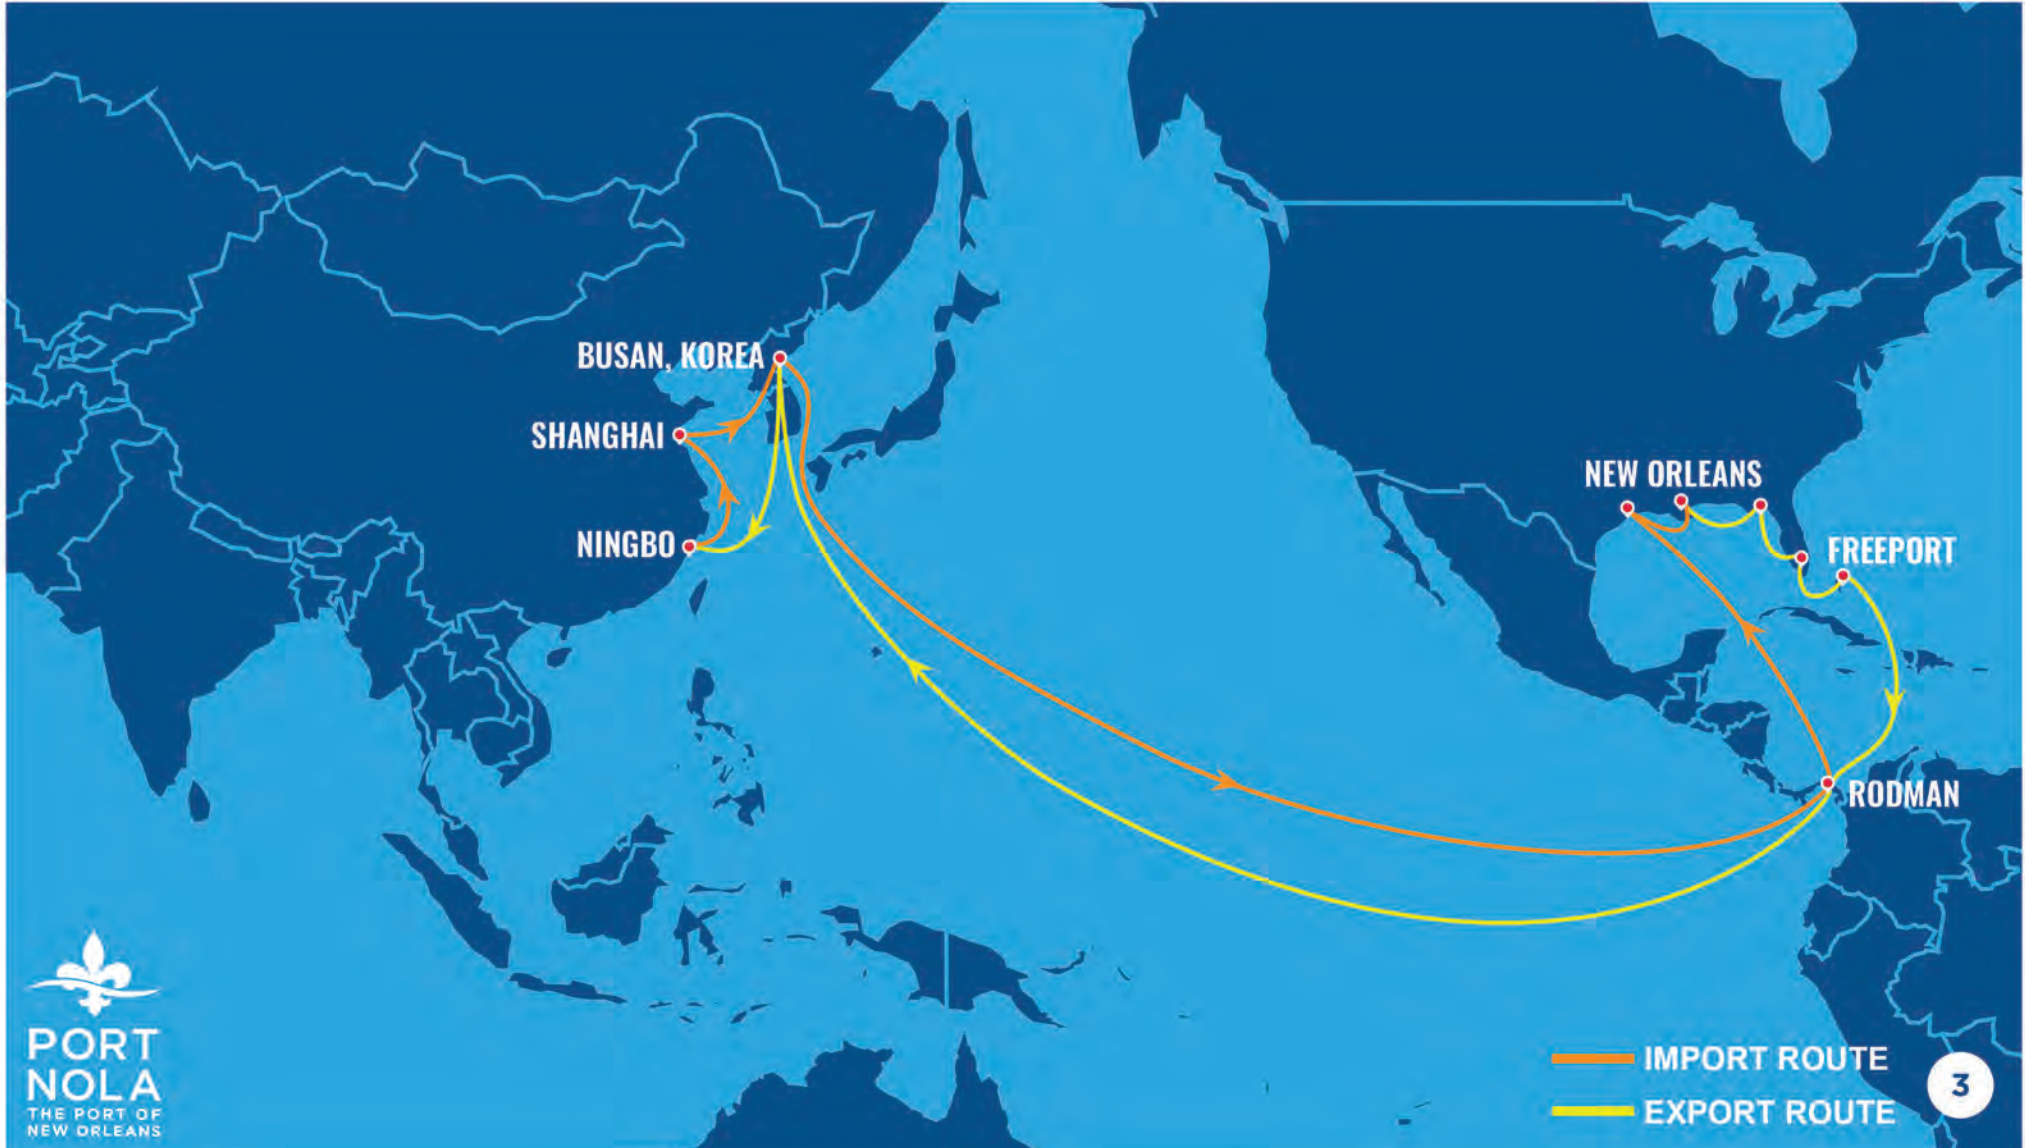 BUSAN, KOREA
SHANGHAI
NINGBO
NEW ORLEANS
FREEPORT
RODMAN
PORT
NOLA
THE PORT OF
NEW ORLEANS
IMPORT ROUTE
EXPORT ROUTE
3